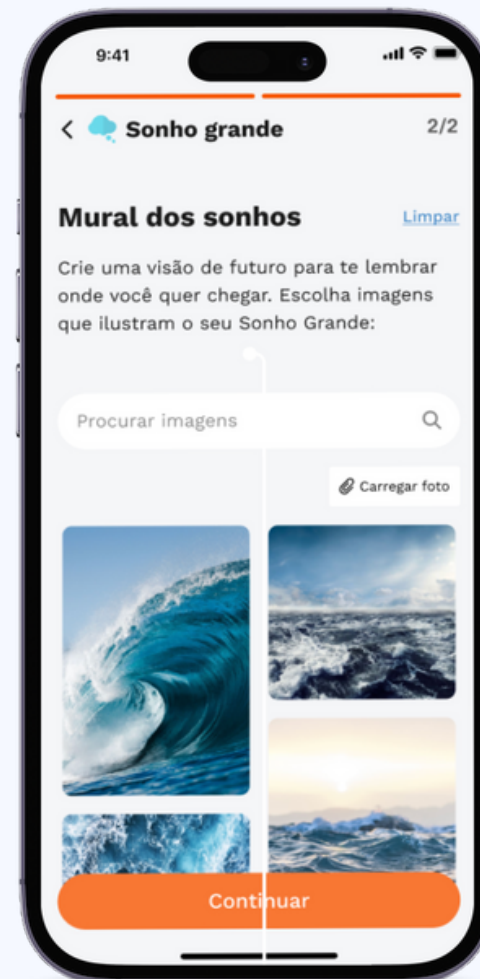 9:41
Sonho grande
2/2
Mural dos sonhos
Limpar
Crie uma visão de futuro para te lembrar
onde você quer chegar. Escolha imagens
que ilustram o seu Sonho Grande:
Procurar imagens
Carregar foto
Continuar